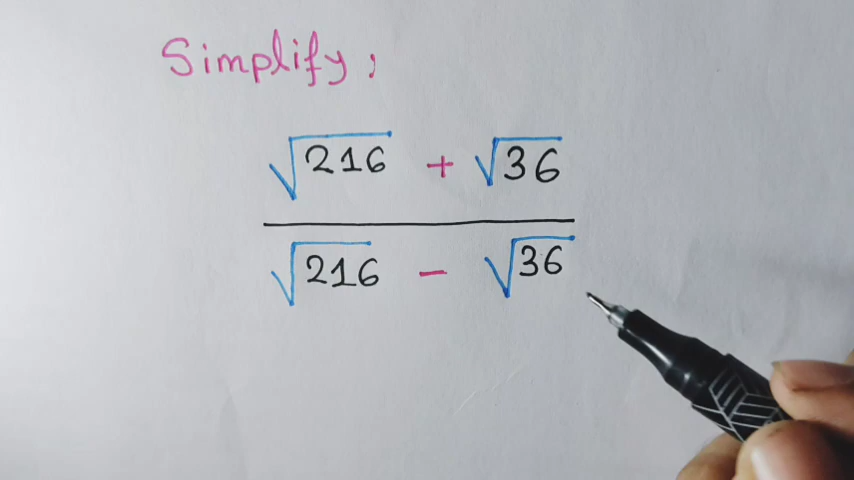 Simplify,
√216 + √36
√216 - √36